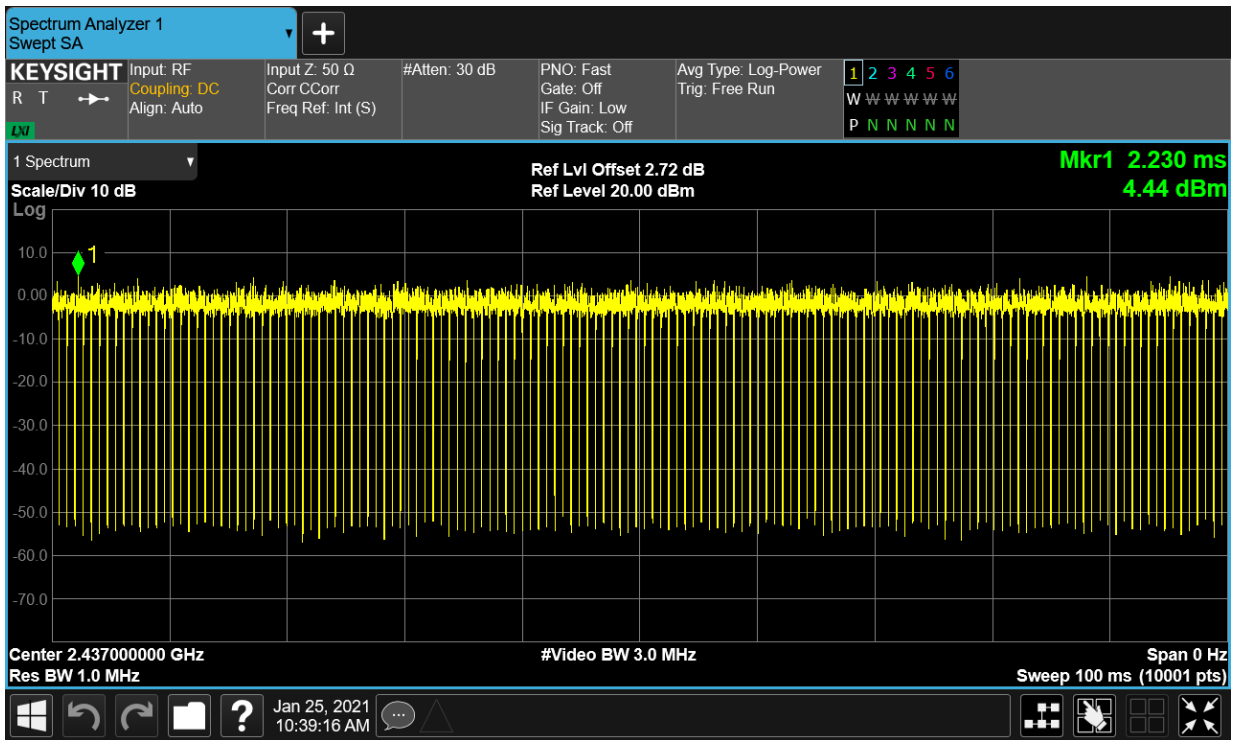 Spectrum Analyzer 1
Swept SA
KEYSIGHT
R T
LXI
Input: RF
Coupling: DC
Align: Auto
Input Z: 50 Ω
Corr CCorr
Freq Ref: Int (S)
#Atten: 30 dB
PNO: Fast
Gate: Off
IF Gain: Low
Sig Track: Off
Avg Type: Log-Power
Trig: Free Run
1 2 3 4 5 6
W W W W W W
P N N N N N
1 Spectrum
Scale/Div 10 dB
Log
Ref Lvl Offset 2.72 dB
Ref Level 20.00 dBm
Mkr1 2.230 ms
4.44 dBm
1
10.0
0.00
-10.0
-20.0
-30.0
-40.0
-50.0
-60.0
-70.0
Center 2.437000000 GHz
Res BW 1.0 MHz
#Video BW 3.0 MHz
Span 0 Hz
Sweep 100 ms (10001 pts)
?
Jan 25, 2021
10:39:16 AM